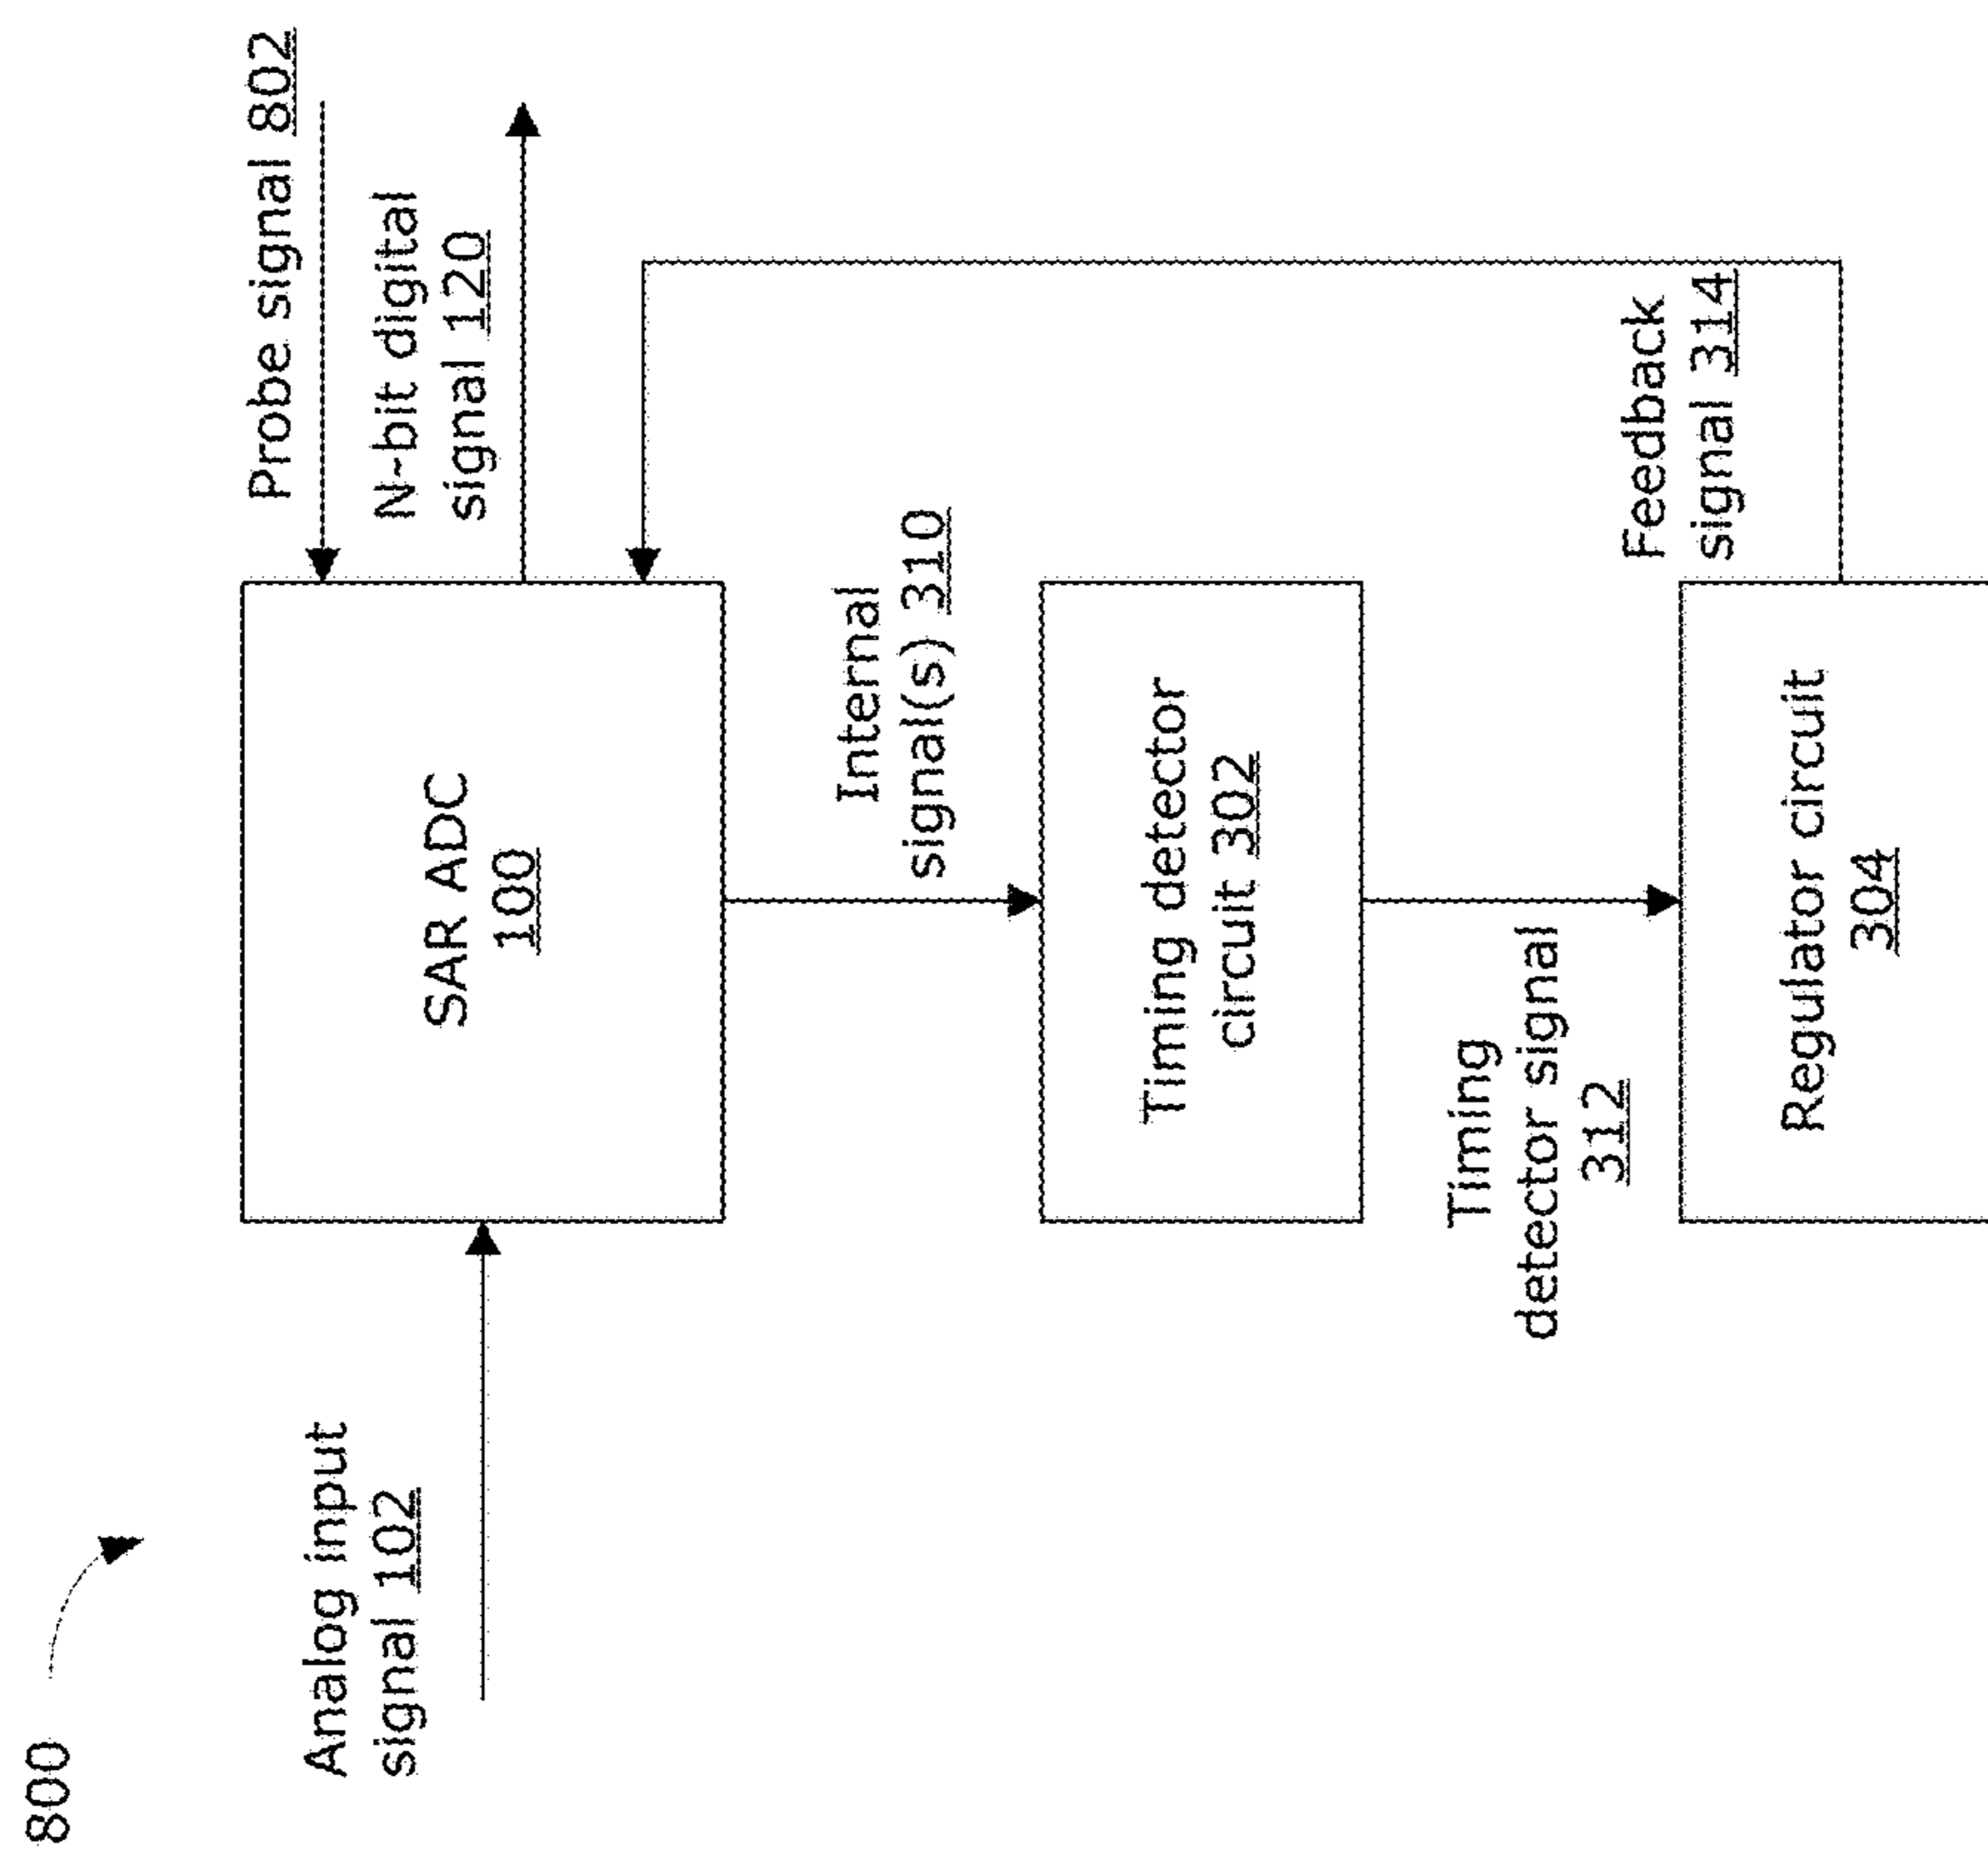 800
Analog input
signal 102
SAR ADC
100
Probe signal 802
N-bit digital
signal 120
Internal
signal(s) 310
Timing detector
circuit 302
Timing
detector signal
312
Feedback
signal 314
Regulator circuit
304